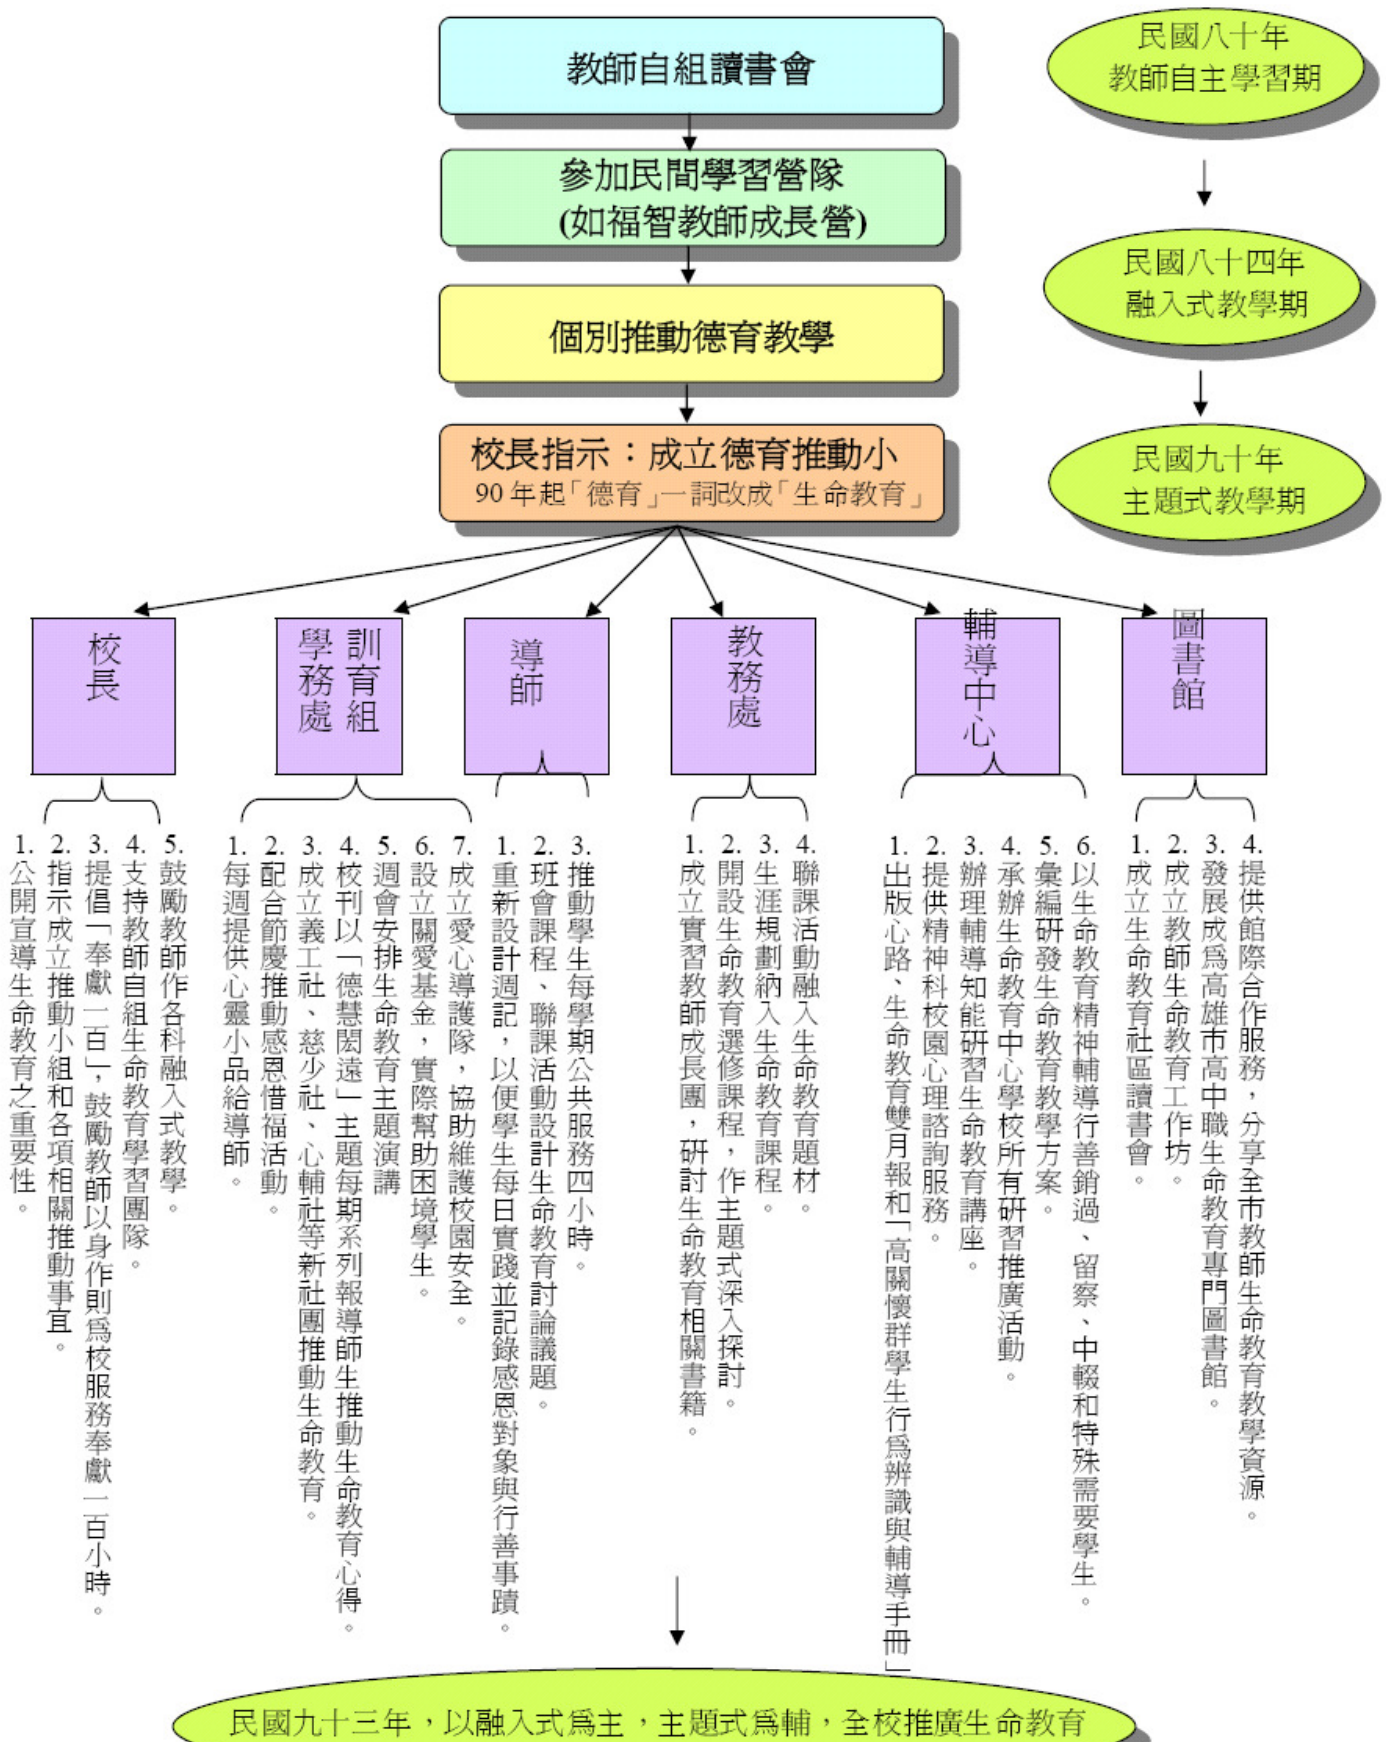 教師自組讀書會
民國八十年
教師自主學習期
參加民間學習營隊
(如福智教師成長營)
民國八十四年
融入式教學期
個別推動德育教學
校長指示：成立德育推動小
90年起「德育」一詞改成「生命教育」
民國九十年
主題式教學期
校長
1. 公開宣導生命教育之重要性。
2. 指示成立推動小組和各項相關推動事宜。
3. 提倡「奉獻一百」，鼓勵教師以身作則爲校服務奉獻一百小時。
4. 支持教師自組生命教育學習團隊。
5. 鼓勵教師作各科融入式教學。
訓育組
學務處
1. 每週提供心靈小品給導師。
2. 配合節慶推動感恩惜福活動。
3. 成立義工社、慈少社、心輔社等新社團推動生命教育。
4. 校刊以「德慧閎遠」主題每期系列報導師生推動生命教育心得。
5. 週會安排生命教育主題演講
6. 設立關愛基金，實際幫助困境學生。
7. 成立愛心導護隊，協助維護校園安全。
導師
1. 重新設計週記，以便學生每日實踐並記錄感恩對象與行善事蹟。
2. 班會課程、聯課活動設計生命教育討論議題。
3. 推動學生每學期公共服務四小時。
教務處
1. 成立實習教師成長團，研討生命教育相關書籍。
2. 開設生命教育選修課程，作主題式深入探討。
3. 生涯規劃納入生命教育課程。
4. 聯課活動融入生命教育題材。
輔導中心
1. 出版心路、生命教育雙月報和「高關懷群學生行爲辨識與輔導手冊」
2. 提供精神科校園心理諮詢服務。
3. 辦理輔導知能研習生命教育講座。
4. 承辦生命教育中心學校所有研習推廣活動。
5. 彙編研發生命教育教學方案。
6. 以生命教育精神輔導行善銷過、留察、中輟和特殊需要學生。
圖書館
1. 成立生命教育社區讀書會。
2. 成立教師生命教育工作坊。
3. 發展成爲高雄市高中職生命教育專門圖書館。
4. 提供館際合作服務，分享全市教師生命教育教學資源。
民國九十三年，以融入式爲主，主題式爲輔，全校推廣生命教育